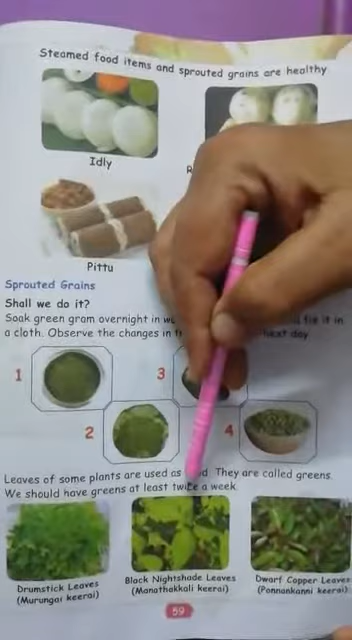 Steamed food items and sprouted grains are healthy
Idly
R
Pittu
Sprouted Grains
Shall we do it?
Soak green gram overnight in tie it in
a cloth. Observe the changes in next day
1
3
2
4
Leaves of some plants are used as They are called greens.
We should have greens at least twice a week.
Drumstick Leaves
(Murungai keerai)
Black Nightshade Leaves
(Manathakkali keerai)
Dwarf Copper Leaves
(Ponnankanni keerai)
59